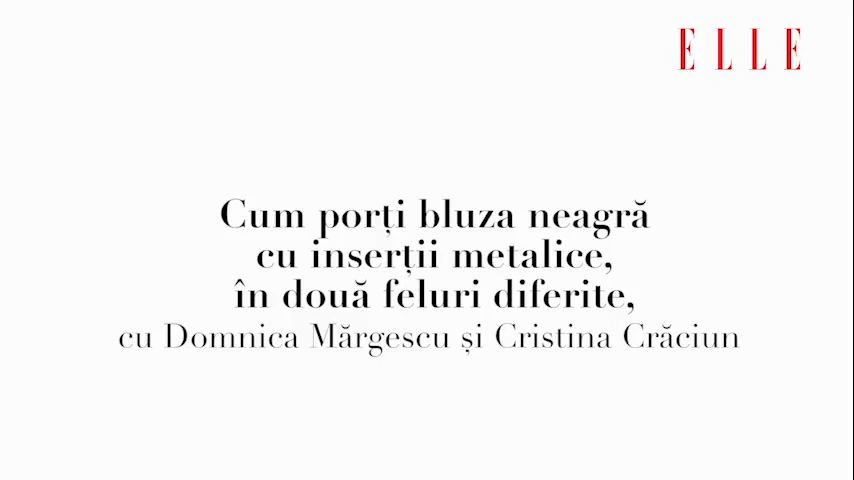 ELLE
Cum porți bluza neagră
cu inserții metalice,
în două feluri diferite,
cu Domnica Mărgescu și Cristina Crăciun